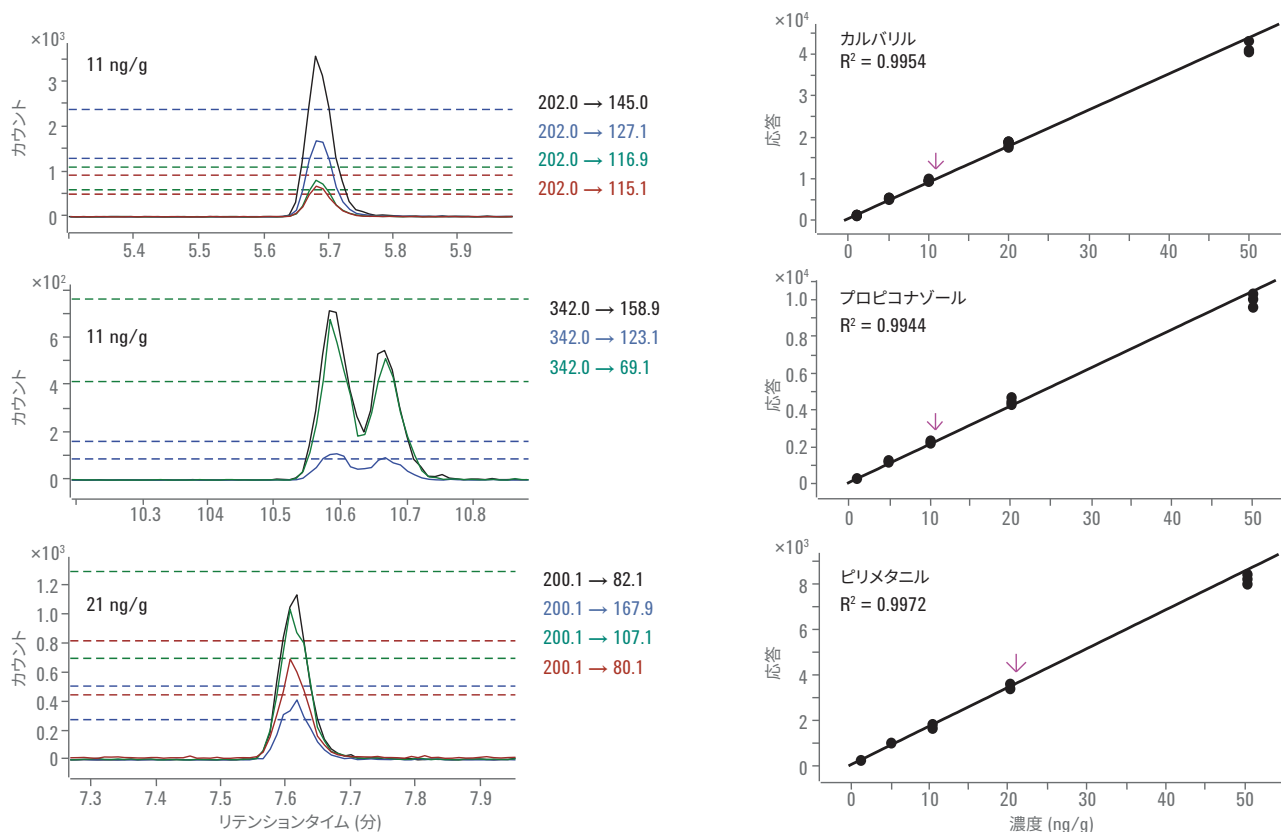 ×10³
11 ng/g
カウント
3
2
1
0
5.4 5.5 5.6 5.7 5.8 5.9
202.0 → 145.0
202.0 → 127.1
202.0 → 116.9
202.0 → 115.1
×10⁴
カルバリル
R² = 0.9954
応答
4
3
2
1
0
0 10 20 30 40 50
×10²
11 ng/g
カウント
6
4
2
0
10.3 104 10.5 10.6 10.7 10.8
342.0 → 158.9
342.0 → 123.1
342.0 → 69.1
×10⁴
プロピコナゾール
R² = 0.9944
応答
1.0
0.8
0.6
0.4
0.2
0
0 10 20 30 40 50
×10³
21 ng/g
カウント
1.2
1.0
0.8
0.6
0.4
0.2
0
7.3 7.4 7.5 7.6 7.7 7.8 7.9
リテンションタイム (分)
200.1 → 82.1
200.1 → 167.9
200.1 → 107.1
200.1 → 80.1
×10³
ピリメタニル
R² = 0.9972
応答
8
6
4
2
0
0 10 20 30 40 50
濃度 (ng/g)